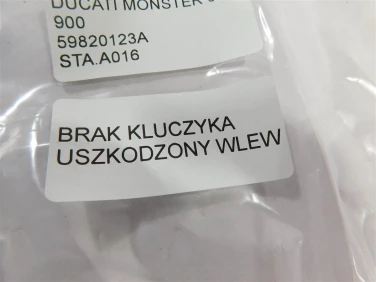 DUCATI MONSTER
900
59820123A
STA.A016
BRAK KLUCZYKA
USZKODZONY WLEW